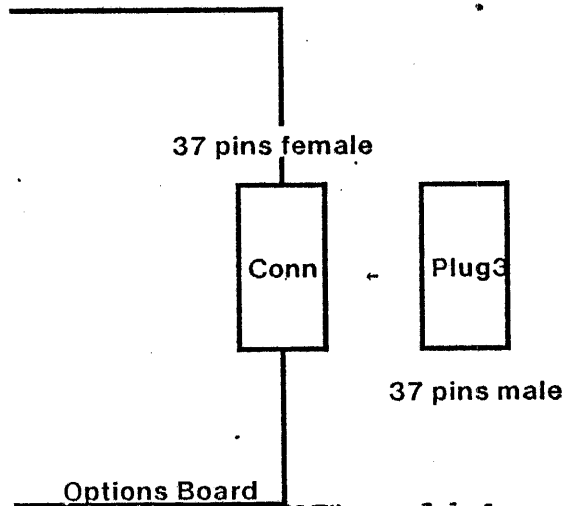 37 pins female
Conn
←
Plug3
37 pins male
Options Board